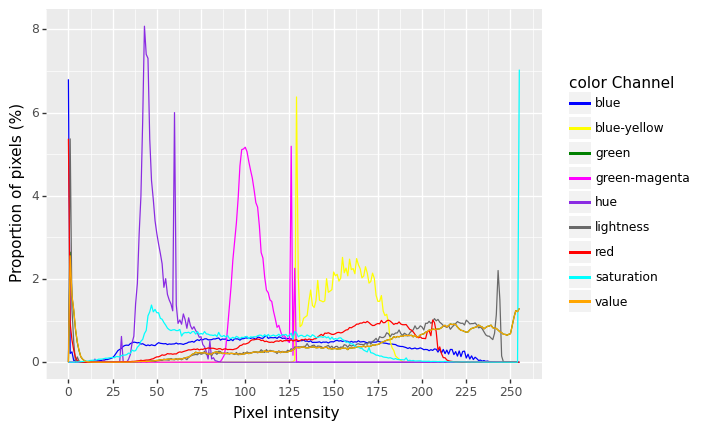 8
6
4
2
0
Proportion of pixels (%)
0
25
50
75
100
125
150
175
200
225
250
Pixel intensity
color Channel
blue
blue-yellow
green
green-magenta
hue
lightness
red
saturation
value